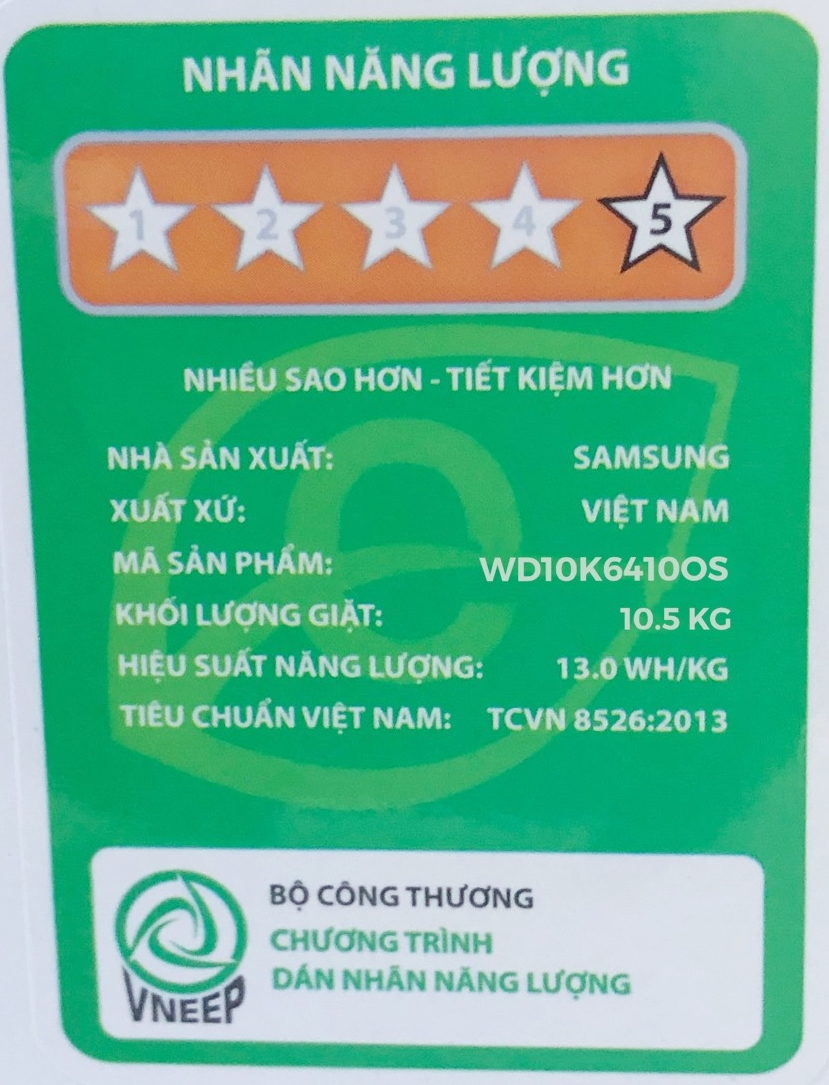 NHÃN NĂNG LƯỢNG
1 2 3 4 5
NHIỀU SAO HƠN - TIẾT KIỆM HƠN
NHÀ SẢN XUẤT: SAMSUNG
XUẤT XỨ: VIỆT NAM
MÃ SẢN PHẨM: WD10K6410OS
KHỐI LƯỢNG GIẶT: 10.5 KG
HIỆU SUẤT NĂNG LƯỢNG: 13.0 WH/KG
TIÊU CHUẨN VIỆT NAM: TCVN 8526:2013
BỘ CÔNG THƯƠNG
CHƯƠNG TRÌNH
DÁN NHÃN NĂNG LƯỢNG
VNEEP